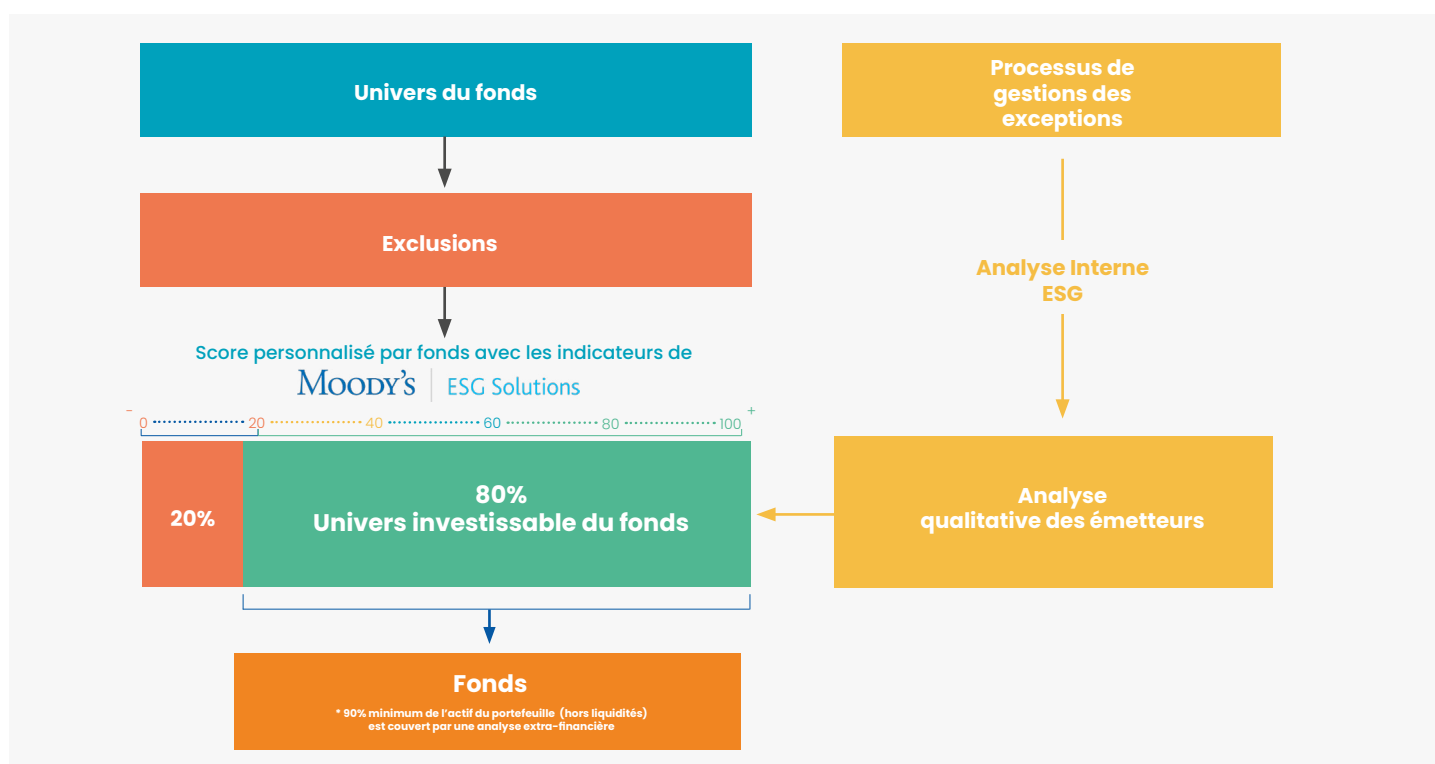 Univers du fonds
Exclusions
Score personnalisé par fonds avec les indicateurs de
MOODY'S | ESG Solutions
- +
0 20 40 60 80 100
20%
80%
Univers investissable du fonds
Fonds
* 90% minimum de l'actif du portefeuille (hors liquidités)
est couvert par une analyse extra-financière
Processus de
gestions des
exceptions
Analyse Interne
ESG
Analyse
qualitative des émetteurs